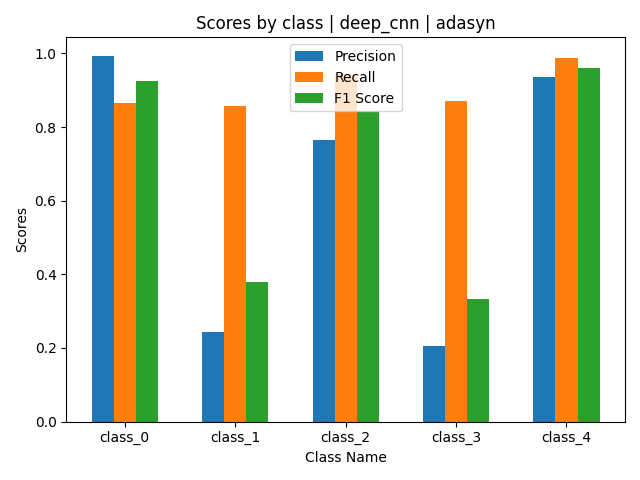 Scores by class | deep_cnn | adasyn
Precision
Recall
F1 Score
1.0
0.8
0.6
0.4
0.2
0.0
Scores
class_0 class_1 class_2 class_3 class_4
Class Name